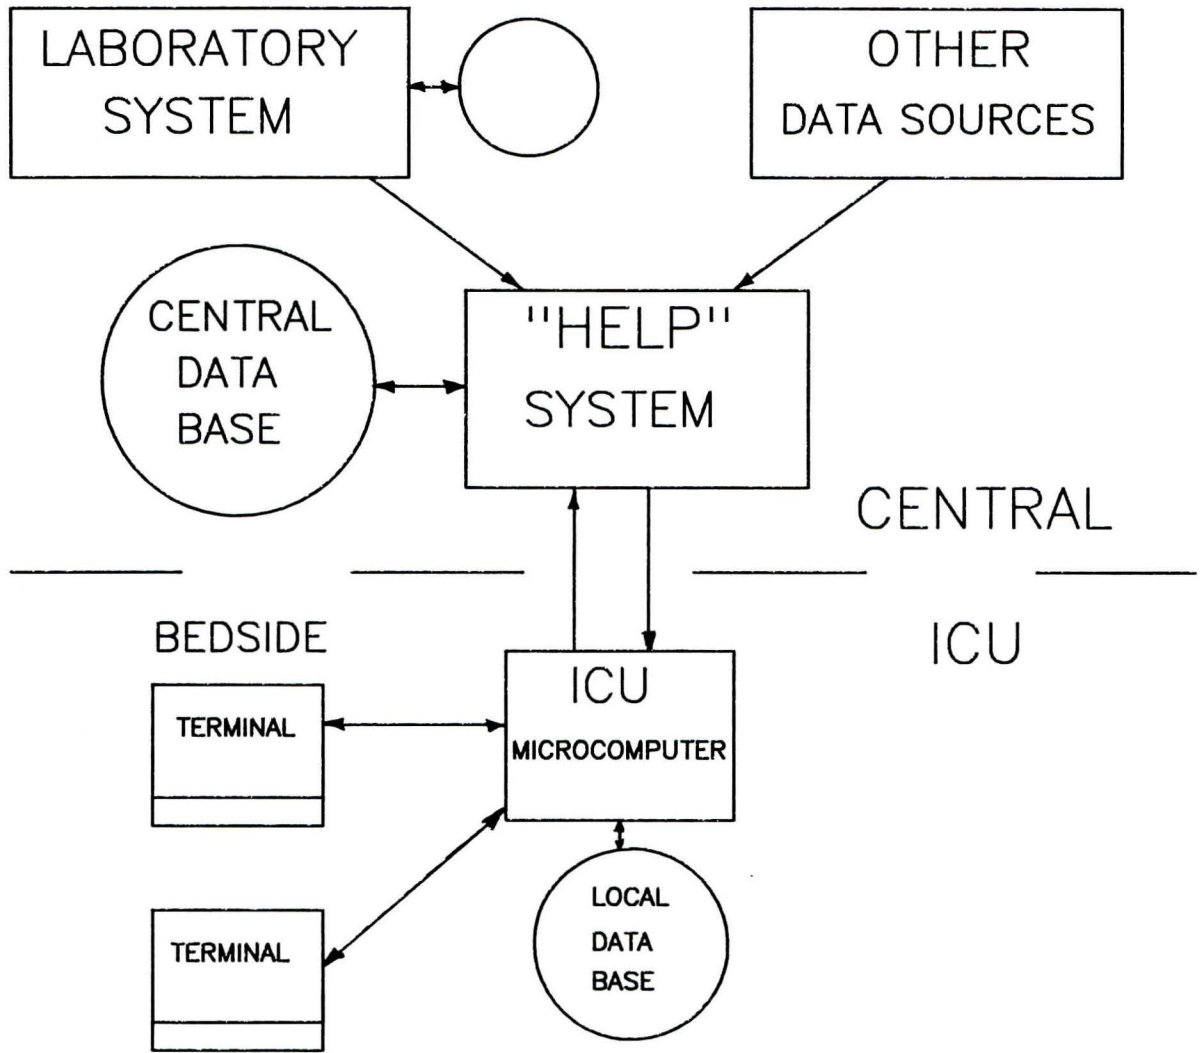 LABORATORY
SYSTEM
OTHER
DATA SOURCES
CENTRAL
DATA
BASE
"HELP"
SYSTEM
CENTRAL
ICU
BEDSIDE
TERMINAL
ICU
MICROCOMPUTER
TERMINAL
LOCAL
DATA
BASE